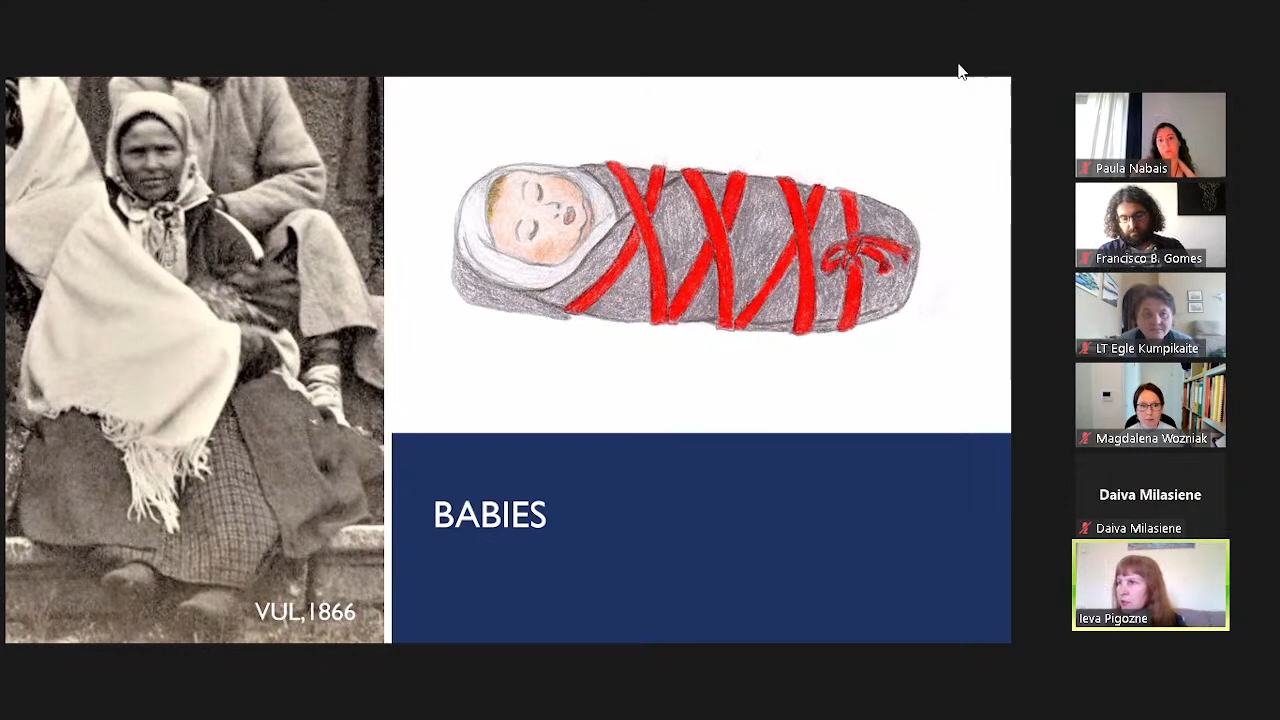 VUL,1866
BABIES
Paula Nabais
Francisco B. Gomes
LT Egle Kumpikaite
Magdalena Wozniak
Daiva Milasiene
Daiva Milasiene
Ieva Pigozne